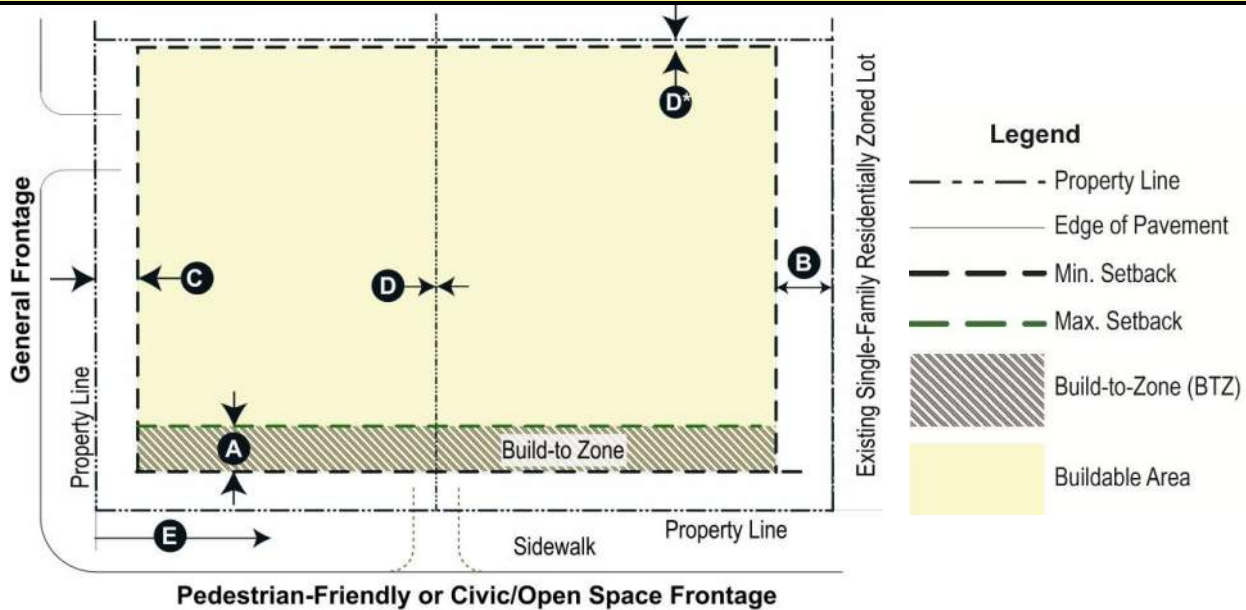 D*
General Frontage
C
D
B
Existing Single-Family Residentially Zoned Lot
Property Line
A
Build-to Zone
E
Property Line
Sidewalk
Pedestrian-Friendly or Civic/Open Space Frontage
Legend
Property Line
Edge of Pavement
Min. Setback
Max. Setback
Build-to-Zone (BTZ)
Buildable Area